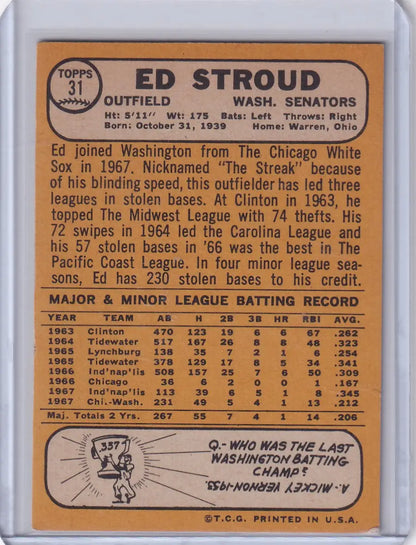 TOPPS
31
ED STROUD
OUTFIELD WASH. SENATORS
Ht: 5'11" Wt: 175 Bats: Left Throws: Right
Born: October 31, 1939 Home: Warren, Ohio
Ed joined Washington from The Chicago White
Sox in 1967. Nicknamed "The Streak" because
of his blinding speed, this outfielder has led three
leagues in stolen bases. At Clinton in 1963, he
topped The Midwest League with 74 thefts. His
72 swipes in 1964 led the Carolina League and
his 57 stolen bases in '66 was the best in The
Pacific Coast League. In four minor league sea-
sons, Ed has 230 stolen bases to his credit.
MAJOR & MINOR LEAGUE BATTING RECORD
YEAR TEAM AB H 2B 3B HR RBI AVG.
1963 Clinton 470 123 19 6 6 67 .262
1964 Tidewater 517 167 26 8 8 48 .323
1965 Lynchburg 138 35 7 2 1 6 .254
1965 Tidewater 378 129 17 8 5 34 .341
1966 Ind'nap'lis 508 157 25 7 6 50 .309
1966 Chicago 36 6 2 0 0 1 .167
1967 Ind'nap'lis 113 39 6 5 1 8 .345
1967 Chi.-Wash. 231 49 5 4 1 13 .212
Maj. Totals 2 Yrs. 267 55 7 4 1 14 .206
.337
Q.- WHO WAS THE LAST
WASHINGTON BATTING
CHAMP?
A. MICKEY VERNON-1953.
©T.C.G. PRINTED IN U.S.A.